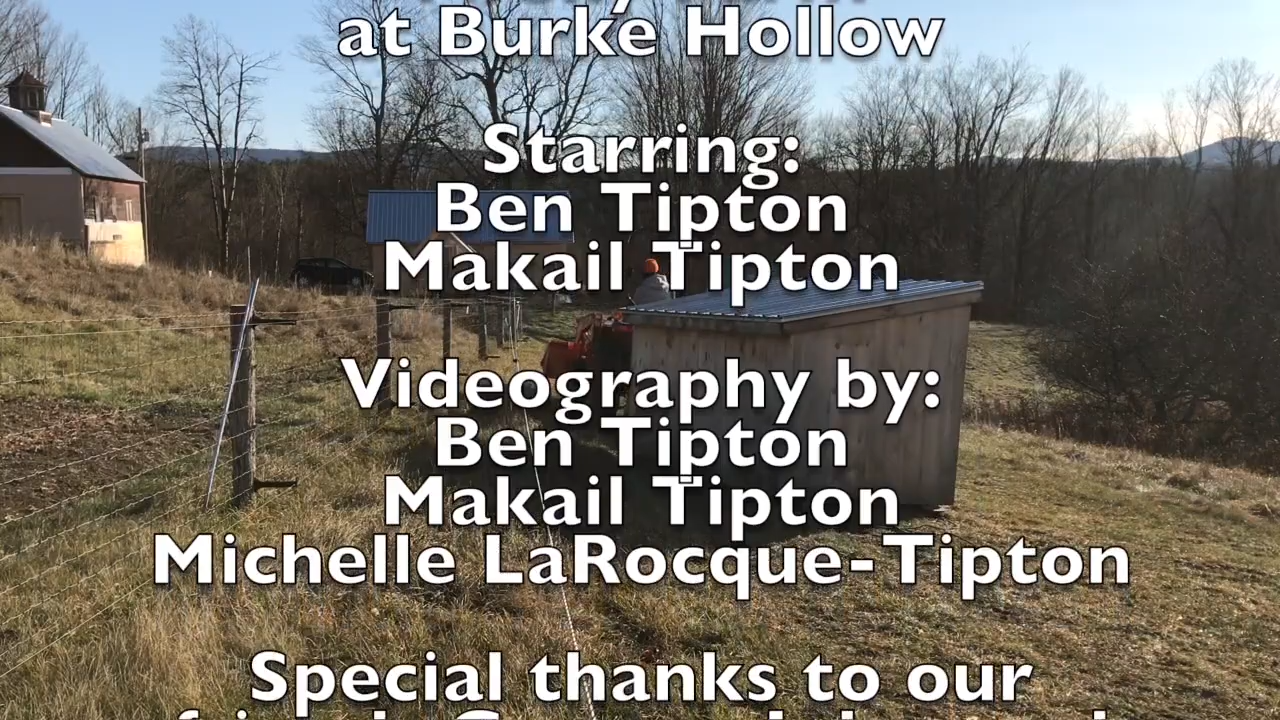 at Burke Hollow
Starring:
Ben Tipton
Makail Tipton
Videography by:
Ben Tipton
Makail Tipton
Michelle LaRocque-Tipton
Special thanks to our